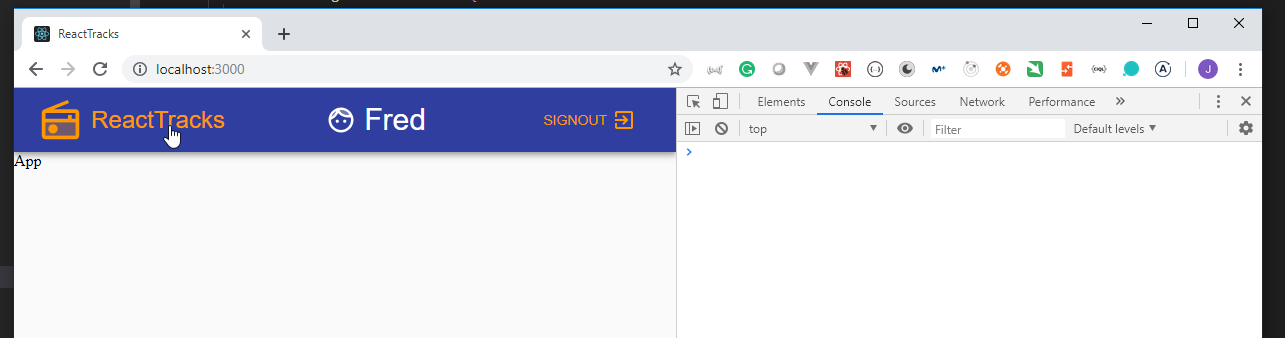 ReactTracks
localhost:3000
J
ReactTracks
Fred
SIGNOUT
App
Elements
Console
Sources
Network
Performance
top
Filter
Default levels